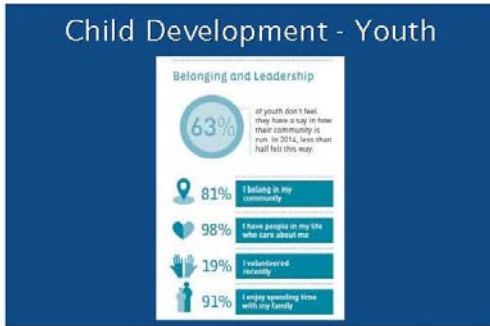 Child Development - Youth
Belonging and Leadership
63%
of youth don't feel
they have a say in how
their community is
run. In 2014, less than
half felt this way.
81%
I belong in my
community
98%
I have people in my life
who care about me
19%
I volunteered
recently
91%
I enjoy spending time
with my family